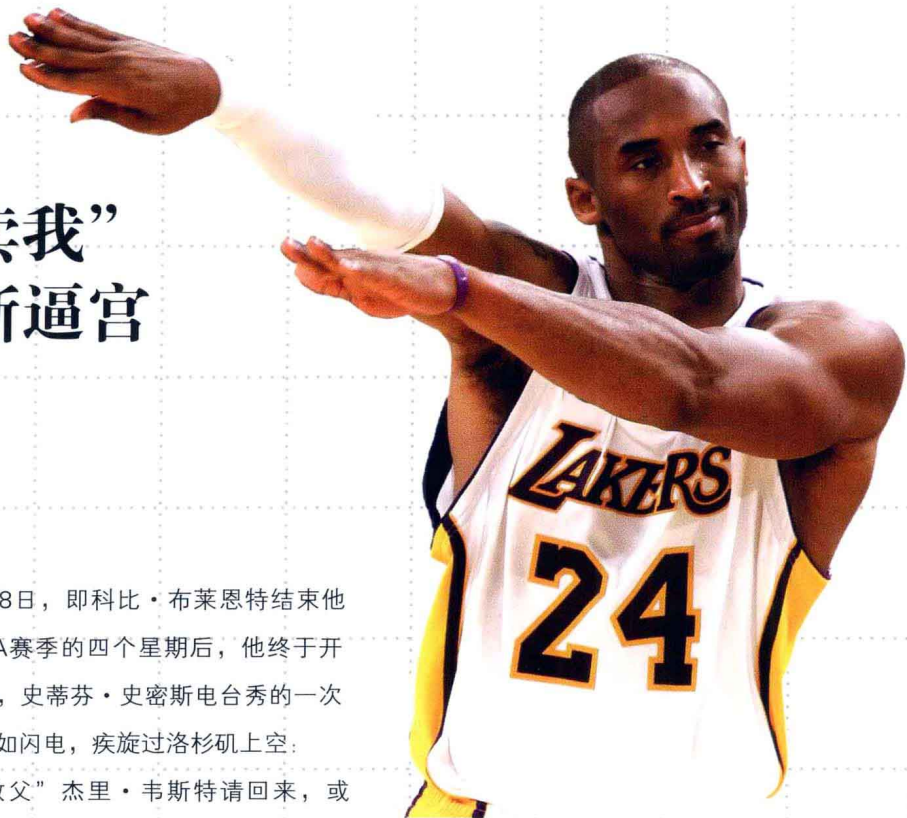 我”
逼宫
LAKERS
24
8日，即科比·布莱恩特结束他
A赛季的四个星期后，他终于开
，史蒂芬·史密斯电台秀的一次
如闪电，疾旋过洛杉矶上空：
父”杰里·韦斯特请回来，或